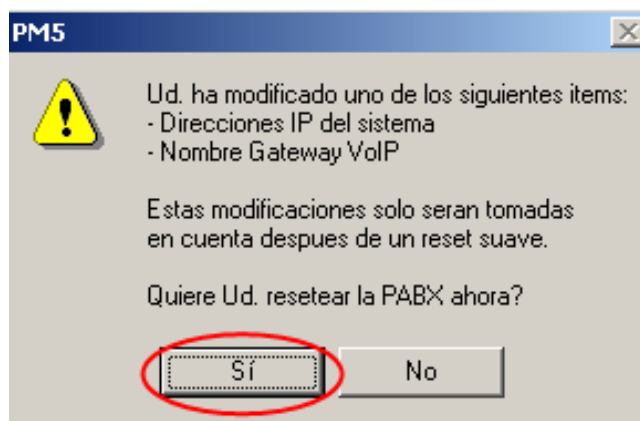 PM5
Ud. ha modificado uno de los siguientes items:
- Direcciones IP del sistema
- Nombre Gateway VoIP
Estas modificaciones solo seran tomadas
en cuenta despues de un reset suave.
Quiere Ud. resetear la PABX ahora?
Sí
No